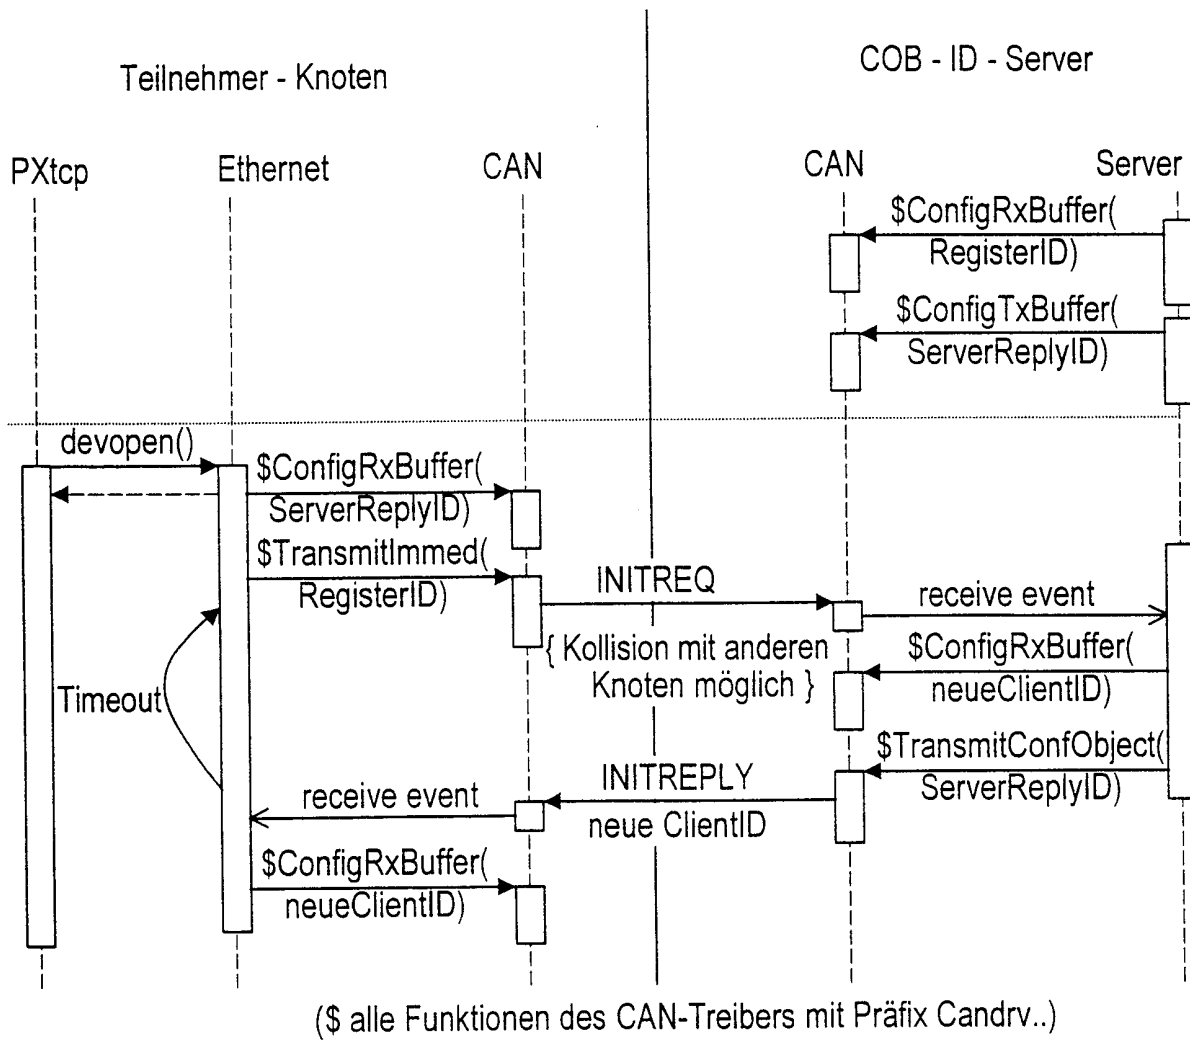 Teilnehmer - Knoten
COB - ID - Server
PXtcp
Ethernet
CAN
CAN
Server
$ConfigRxBuffer(
RegisterID)
$ConfigTxBuffer(
ServerReplyID)
devopen()
$ConfigRxBuffer(
ServerReplyID)
$TransmitImmed(
RegisterID)
INITREQ
receive event
{ Kollision mit anderen
Knoten möglich }
$ConfigRxBuffer(
neueClientID)
Timeout
$TransmitConfObject(
ServerReplyID)
INITREPLY
neue ClientID
receive event
$ConfigRxBuffer(
neueClientID)
($ alle Funktionen des CAN-Treibers mit Präfix Candrv..)